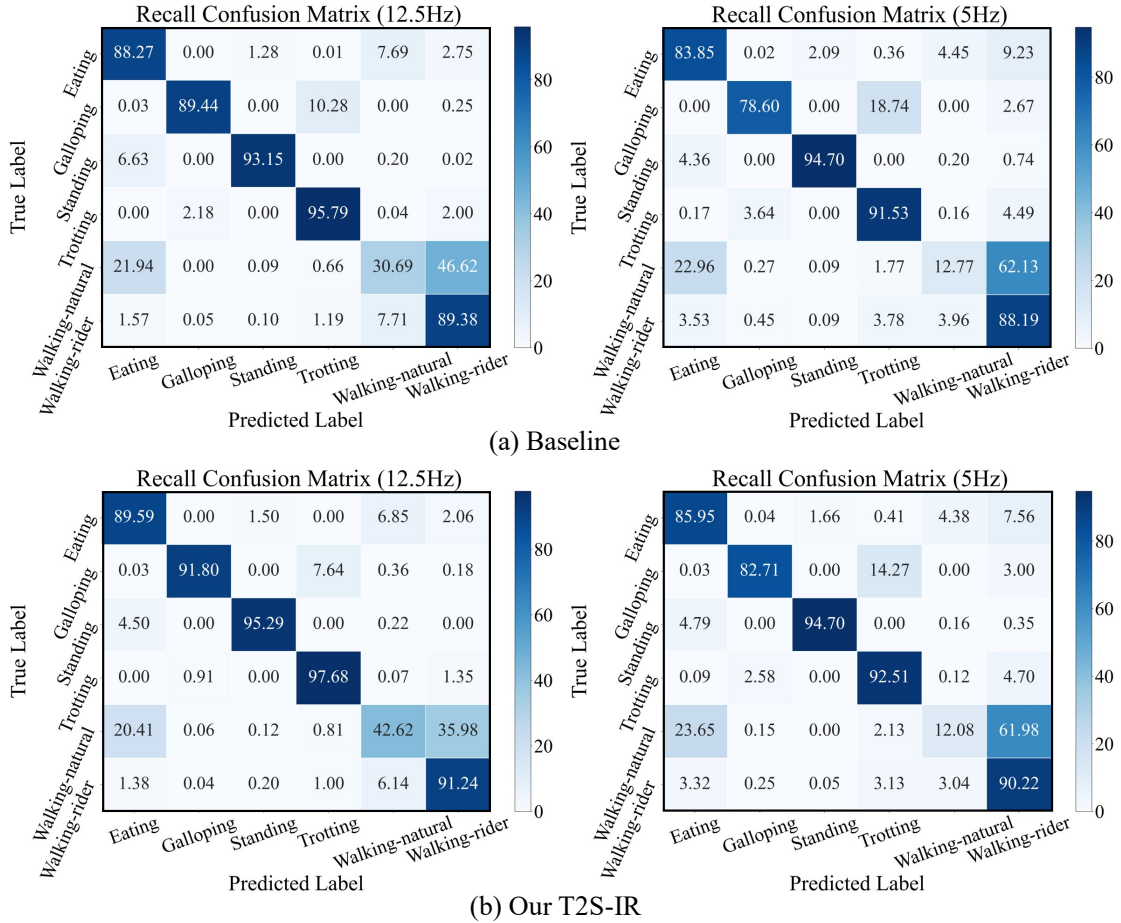 Recall Confusion Matrix (12.5Hz)
Recall Confusion Matrix (5Hz)
True Label
Eating 88.27 0.00 1.28 0.01 7.69 2.75
Galloping 0.03 89.44 0.00 10.28 0.00 0.25
Standing 6.63 0.00 93.15 0.00 0.20 0.02
Trotting 0.00 2.18 0.00 95.79 0.04 2.00
Walking-natural 21.94 0.00 0.09 0.66 30.69 46.62
Walking-rider 1.57 0.05 0.10 1.19 7.71 89.38
Eating Galloping Standing Trotting Walking-natural Walking-rider
Predicted Label
80
60
40
20
0
True Label
Eating 83.85 0.02 2.09 0.36 4.45 9.23
Galloping 0.00 78.60 0.00 18.74 0.00 2.67
Standing 4.36 0.00 94.70 0.00 0.20 0.74
Trotting 0.17 3.64 0.00 91.53 0.16 4.49
Walking-natural 22.96 0.27 0.09 1.77 12.77 62.13
Walking-rider 3.53 0.45 0.09 3.78 3.96 88.19
Eating Galloping Standing Trotting Walking-natural Walking-rider
Predicted Label
80
60
40
20
0
(a) Baseline
Recall Confusion Matrix (12.5Hz)
Recall Confusion Matrix (5Hz)
True Label
Eating 89.59 0.00 1.50 0.00 6.85 2.06
Galloping 0.03 91.80 0.00 7.64 0.36 0.18
Standing 4.50 0.00 95.29 0.00 0.22 0.00
Trotting 0.00 0.91 0.00 97.68 0.07 1.35
Walking-natural 20.41 0.06 0.12 0.81 42.62 35.98
Walking-rider 1.38 0.04 0.20 1.00 6.14 91.24
Eating Galloping Standing Trotting Walking-natural Walking-rider
Predicted Label
80
60
40
20
0
True Label
Eating 85.95 0.04 1.66 0.41 4.38 7.56
Galloping 0.03 82.71 0.00 14.27 0.00 3.00
Standing 4.79 0.00 94.70 0.00 0.16 0.35
Trotting 0.09 2.58 0.00 92.51 0.12 4.70
Walking-natural 23.65 0.15 0.00 2.13 12.08 61.98
Walking-rider 3.32 0.25 0.05 3.13 3.04 90.22
Eating Galloping Standing Trotting Walking-natural Walking-rider
Predicted Label
80
60
40
20
0
(b) Our T2S-IR